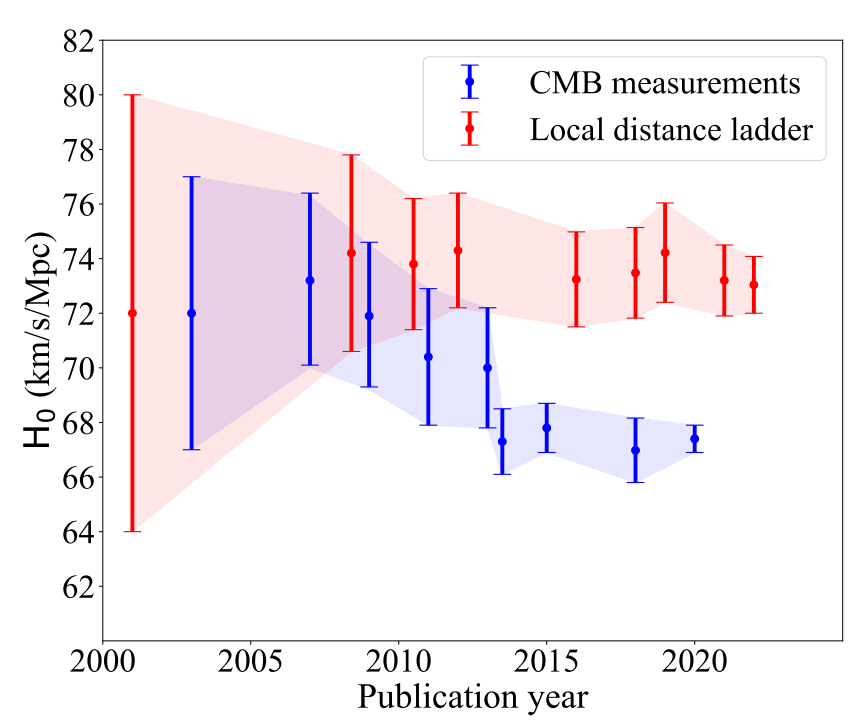 82
80
78
76
74
72
70
68
66
64
62
H₀ (km/s/Mpc)
CMB measurements
Local distance ladder
2000 2005 2010 2015 2020
Publication year